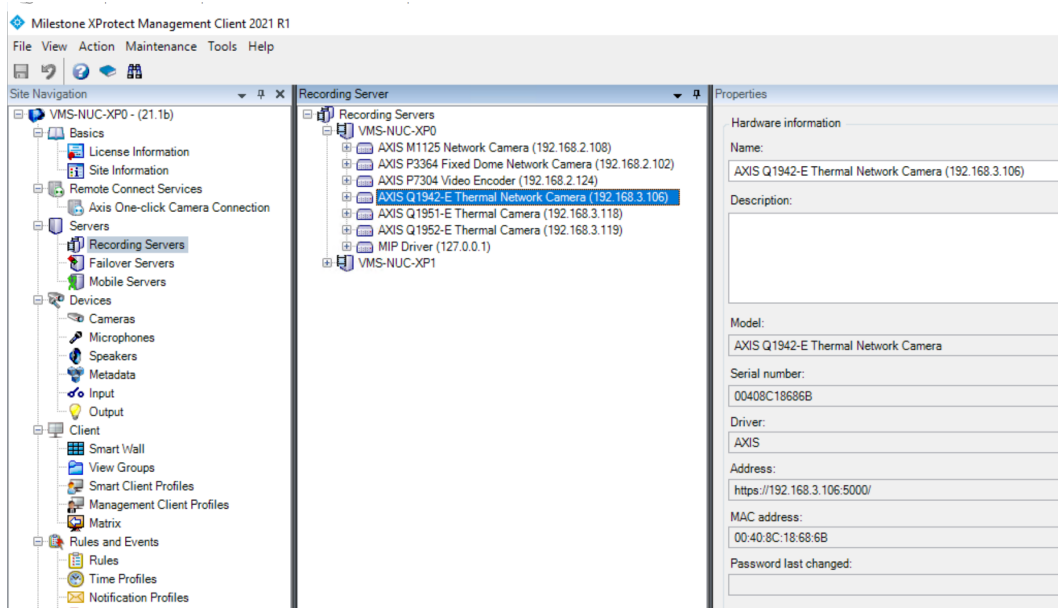 Milestone XProtect Management Client 2021 R1
File View Action Maintenance Tools Help
Site Navigation
VMS-NUC-XP0 - (21.1b)
Basics
License Information
Site Information
Remote Connect Services
Axis One-click Camera Connection
Servers
Recording Servers
Failover Servers
Mobile Servers
Devices
Cameras
Microphones
Speakers
Metadata
Input
Output
Client
Smart Wall
View Groups
Smart Client Profiles
Management Client Profiles
Matrix
Rules and Events
Rules
Time Profiles
Notification Profiles
Recording Server
Recording Servers
VMS-NUC-XP0
AXIS M1125 Network Camera (192.168.2.108)
AXIS P3364 Fixed Dome Network Camera (192.168.2.102)
AXIS P7304 Video Encoder (192.168.2.124)
AXIS Q1942-E Thermal Network Camera (192.168.3.106)
AXIS Q1951-E Thermal Camera (192.168.3.118)
AXIS Q1952-E Thermal Camera (192.168.3.119)
MIP Driver (127.0.0.1)
VMS-NUC-XP1
Properties
Hardware information
Name:
AXIS Q1942-E Thermal Network Camera (192.168.3.106)
Description:
Model:
AXIS Q1942-E Thermal Network Camera
Serial number:
00408C18686B
Driver:
AXIS
Address:
https://192.168.3.106:5000/
MAC address:
00:40:8C:18:68:6B
Password last changed: